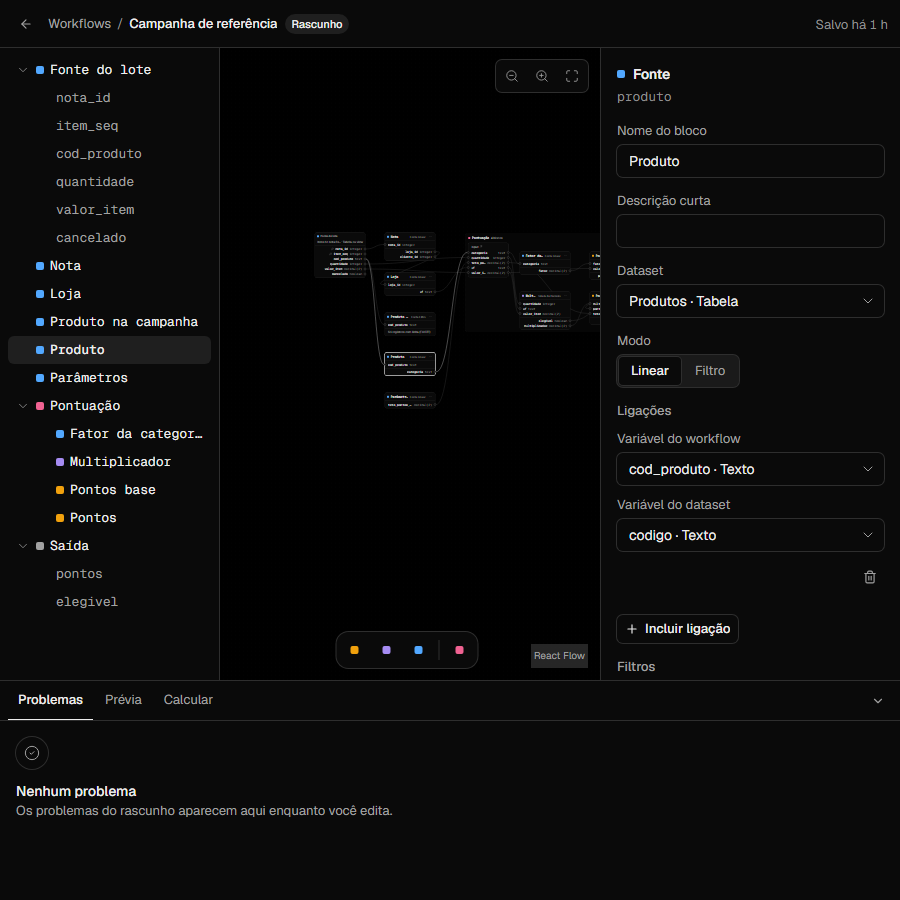 Workflows / Campanha de referência Rascunho
Salvo há 1 h
Fonte do lote
nota_id
item_seq
cod_produto
quantidade
valor_item
cancelado
Nota
Loja
Produto na campanha
Produto
Parâmetros
Pontuação
Fator da categor…
Multiplicador
Pontos base
Pontos
Saída
pontos
elegivel
React Flow
Fonte
produto
Nome do bloco
Produto
Descrição curta
Dataset
Produtos · Tabela
Modo
Linear Filtro
Ligações
Variável do workflow
cod_produto · Texto
Variável do dataset
codigo · Texto
Incluir ligação
Filtros
Problemas Prévia Calcular
Nenhum problema
Os problemas do rascunho aparecem aqui enquanto você edita.